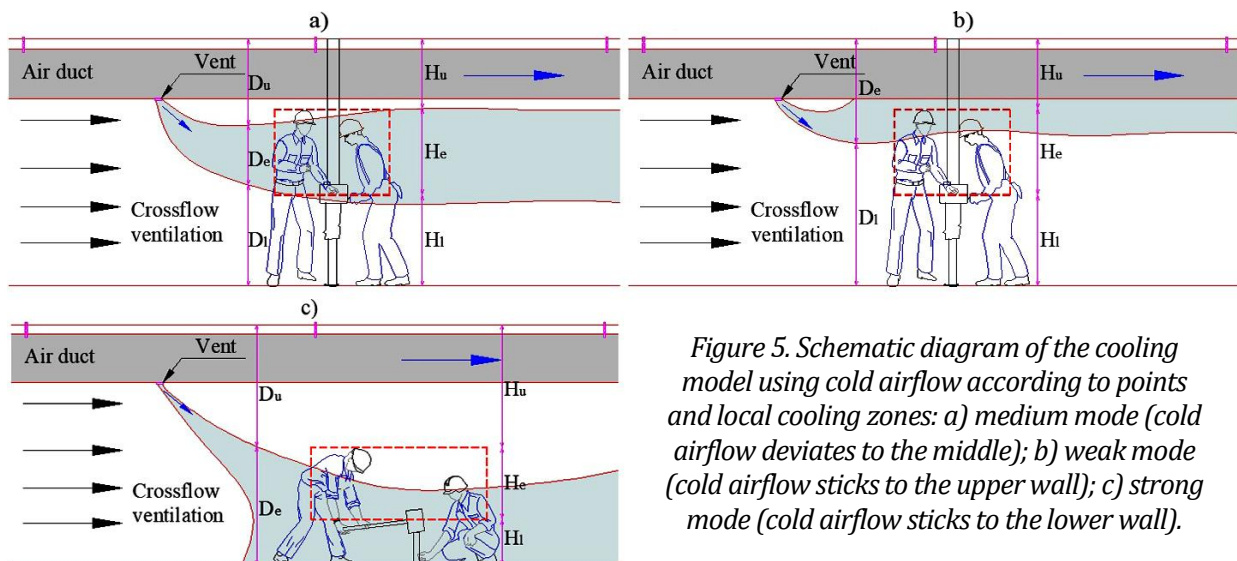 a)
Air duct
Vent
Du
Hu
De
He
Crossflow
ventilation
Dl
Hl
b)
Air duct
Vent
De
Hu
He
Crossflow
ventilation
Dl
Hl
c)
Air duct
Vent
Du
Hu
Crossflow
ventilation
De
He
Hl
Figure 5. Schematic diagram of the cooling
model using cold airflow according to points
and local cooling zones: a) medium mode (cold
airflow deviates to the middle); b) weak mode
(cold airflow sticks to the upper wall); c) strong
mode (cold airflow sticks to the lower wall).